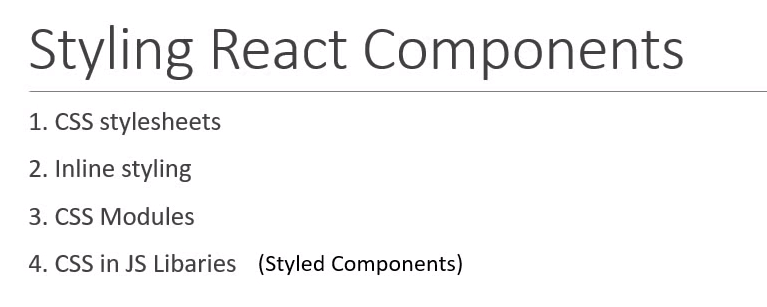 Styling React Components
1. CSS stylesheets
2. Inline styling
3. CSS Modules
4. CSS in JS Libaries (Styled Components)